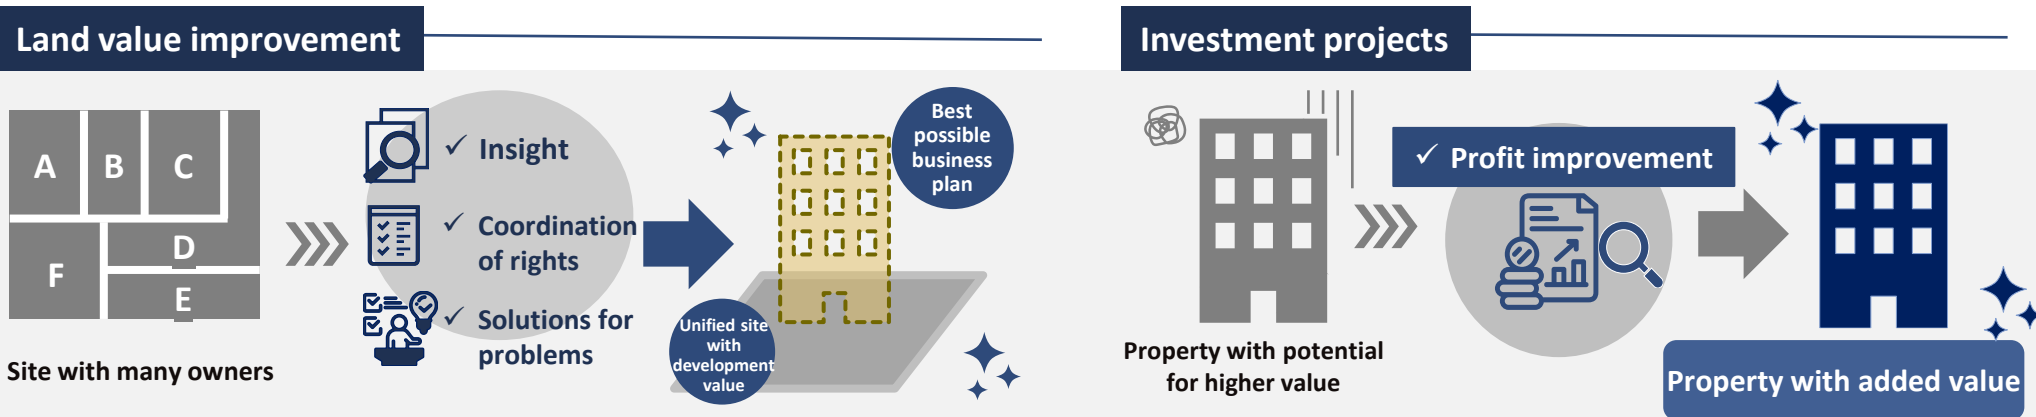 Land value improvement
A
B
C
D
E
F
Site with many owners
✓ Insight
✓ Coordination
of rights
✓ Solutions for
problems
Best
possible
business
plan
Unified site
with
development
value
Investment projects
Property with potential
for higher value
✓ Profit improvement
Property with added value